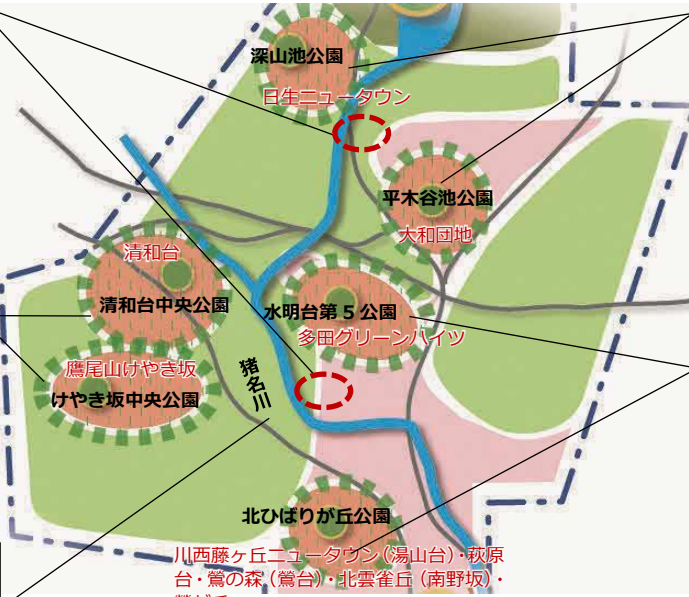 深山池公園
日生ニュータウン
平木谷池公園
大和団地
清和台
清和台中央公園
水明台第5公園
多田グリーンハイツ
鷹尾山けやき坂
けやき坂中央公園
猪名川
北ひばりが丘公園
川西藤ヶ丘ニュータウン(湯山台)・萩原
台・鶯の森(鶯台)・北雲雀丘(南野坂)・